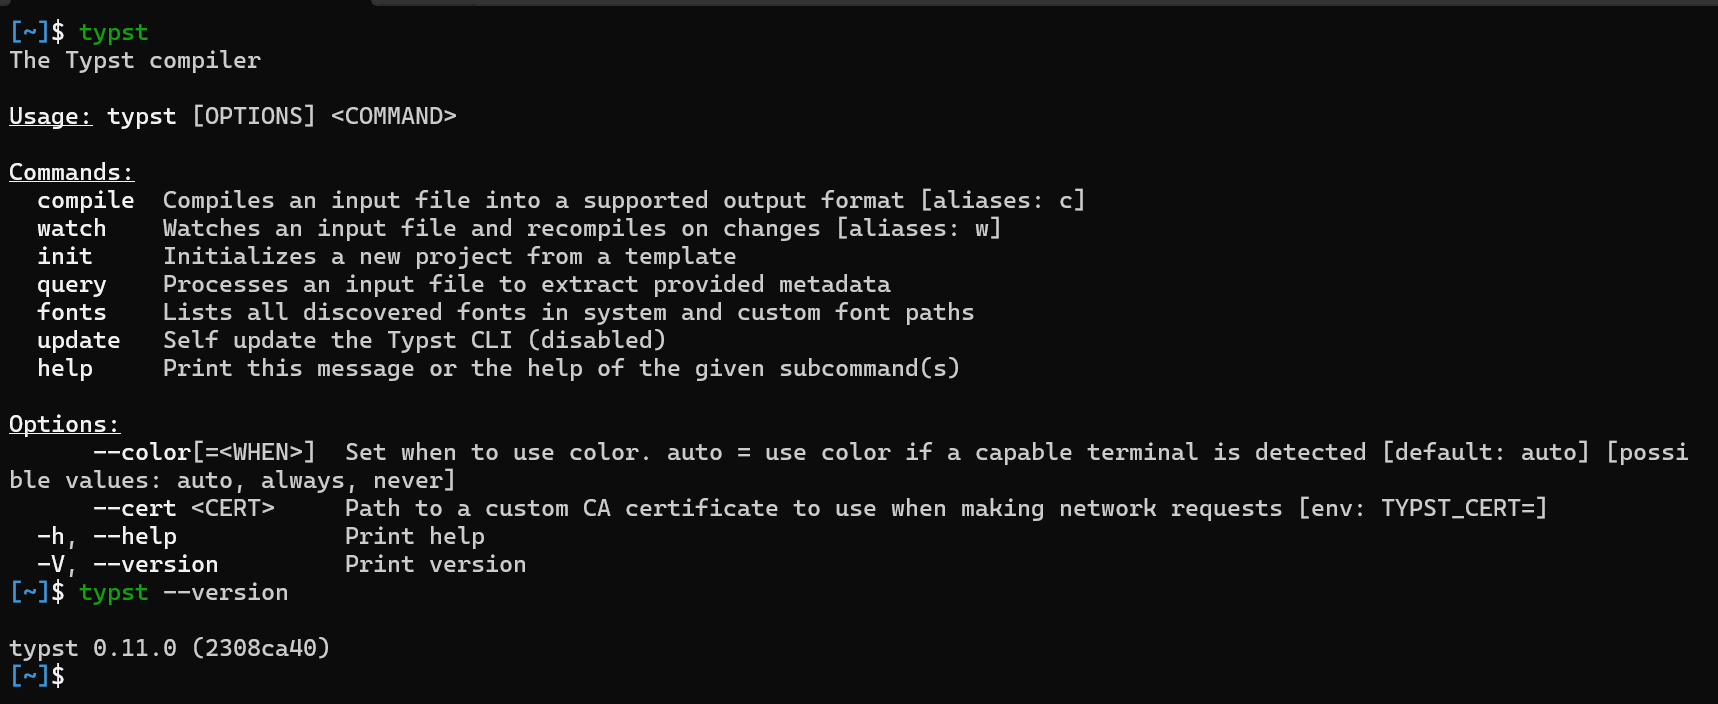 [~]$ typst
The Typst compiler
Usage: typst [OPTIONS] <COMMAND>
Commands:
  compile  Compiles an input file into a supported output format [aliases: c]
  watch    Watches an input file and recompiles on changes [aliases: w]
  init     Initializes a new project from a template
  query    Processes an input file to extract provided metadata
  fonts    Lists all discovered fonts in system and custom font paths
  update   Self update the Typst CLI (disabled)
  help     Print this message or the help of the given subcommand(s)
Options:
      --color[=<WHEN>]  Set when to use color. auto = use color if a capable terminal is detected [default: auto] [possi
ble values: auto, always, never]
      --cert <CERT>     Path to a custom CA certificate to use when making network requests [env: TYPST_CERT=]
  -h, --help            Print help
  -V, --version         Print version
[~]$ typst --version
typst 0.11.0 (2308ca40)
[~]$